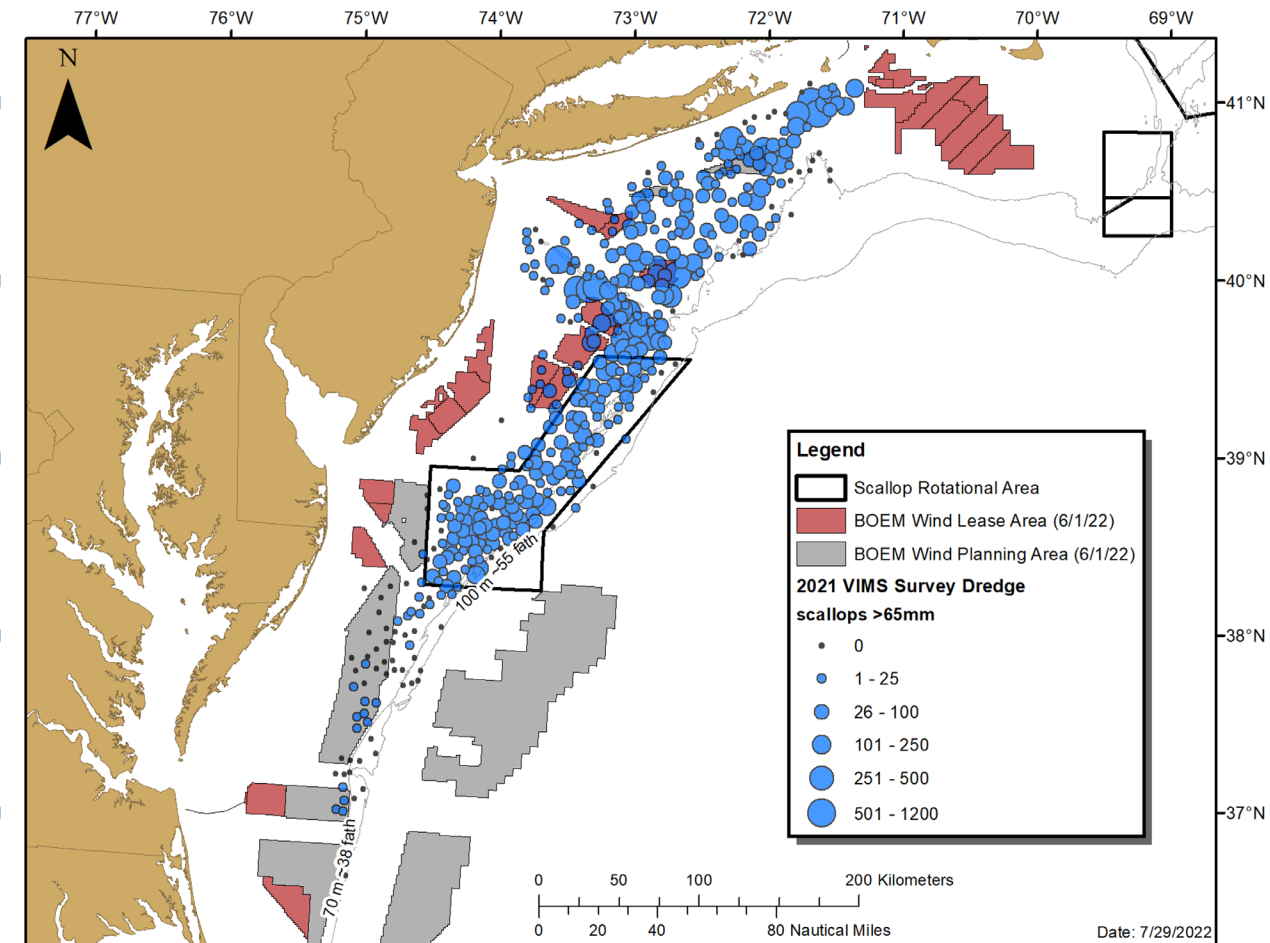 77°W 76°W 75°W 74°W 73°W 72°W 71°W 70°W 69°W
N
41°N
40°N
39°N
Legend
Scallop Rotational Area
BOEM Wind Lease Area (6/1/22)
BOEM Wind Planning Area (6/1/22)
2021 VIMS Survey Dredge
scallops >65mm
0
1 - 25
26 - 100
101 - 250
251 - 500
501 - 1200
100 m ~55 fath
38°N
37°N
70 m ~38 fath
0 50 100 200 Kilometers
0 20 40 80 Nautical Miles
Date: 7/29/2022